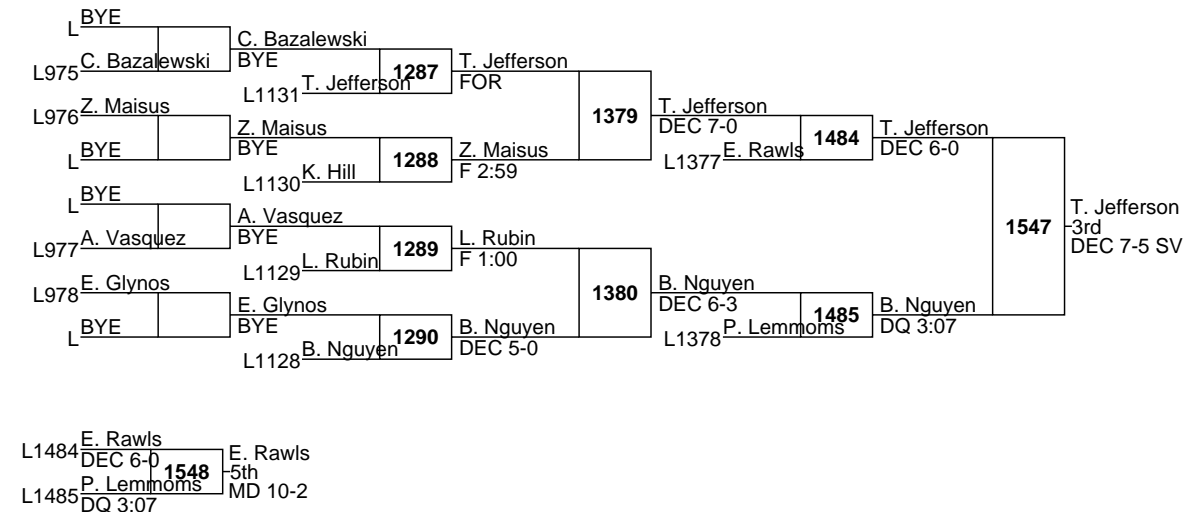 BYE
L
C. Bazalewski
L975
C. Bazalewski
BYE
T. Jefferson
L1131
1287
T. Jefferson
FOR
Z. Maisus
L976
BYE
L
Z. Maisus
BYE
K. Hill
L1130
1288
Z. Maisus
F 2:59
1379
T. Jefferson
DEC 7-0
E. Rawls
L1377
1484
T. Jefferson
DEC 6-0
BYE
L
A. Vasquez
L977
A. Vasquez
BYE
L. Rubin
L1129
1289
L. Rubin
F 1:00
E. Glynos
L978
BYE
L
E. Glynos
BYE
B. Nguyen
L1128
1290
B. Nguyen
DEC 5-0
1380
B. Nguyen
DEC 6-3
P. Lemmoms
L1378
1485
B. Nguyen
DQ 3:07
1547
T. Jefferson
3rd
DEC 7-5 SV
E. Rawls
L1484
DEC 6-0
P. Lemmoms
L1485
DQ 3:07
1548
E. Rawls
5th
MD 10-2